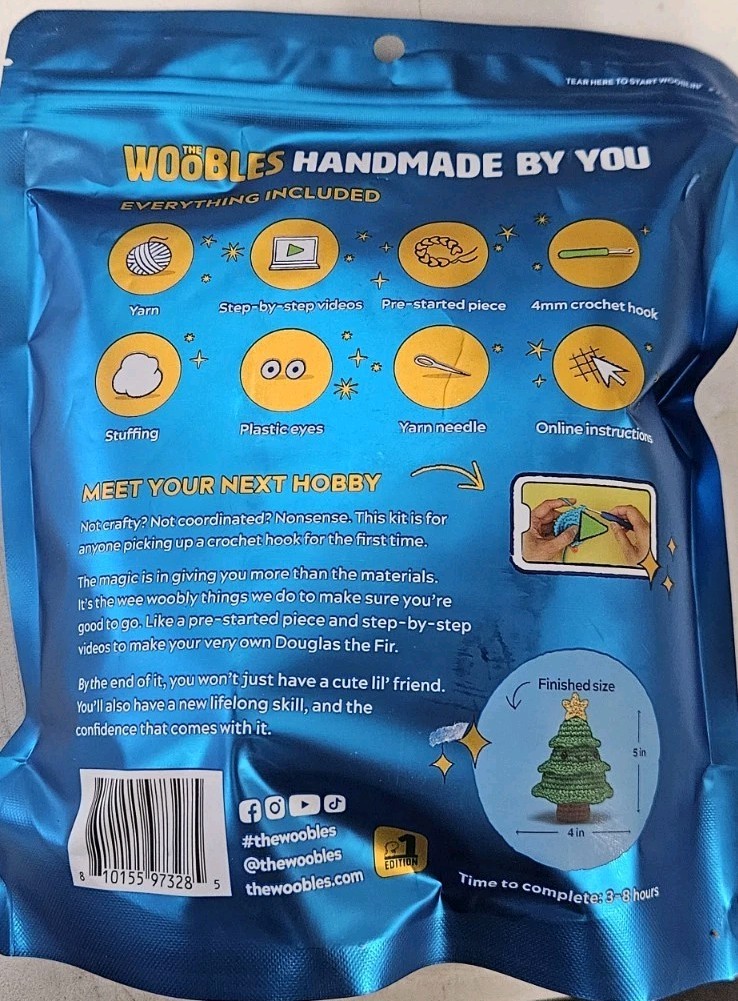 TEAR HERE TO START WOOBLIN'
THE
WOOBLES HANDMADE BY YOU
EVERYTHING INCLUDED
Yarn
Step-by-step videos
Pre-started piece
4mm crochet hook
Stuffing
Plastic eyes
Yarn needle
Online instructions
MEET YOUR NEXT HOBBY
Not crafty? Not coordinated? Nonsense. This kit is for
anyone picking up a crochet hook for the first time.
The magic is in giving you more than the materials.
It's the wee woobly things we do to make sure you're
good to go. Like a pre-started piece and step-by-step
videos to make your very own Douglas the Fir.
By the end of it, you won't just have a cute lil' friend.
You'll also have a new lifelong skill, and the
confidence that comes with it.
Finished size
5 in
4 in
Time to complete: 3-8 hours
#thewoobles
@thewoobles
thewoobles.com
1
EDITION
8 10155 97328 5